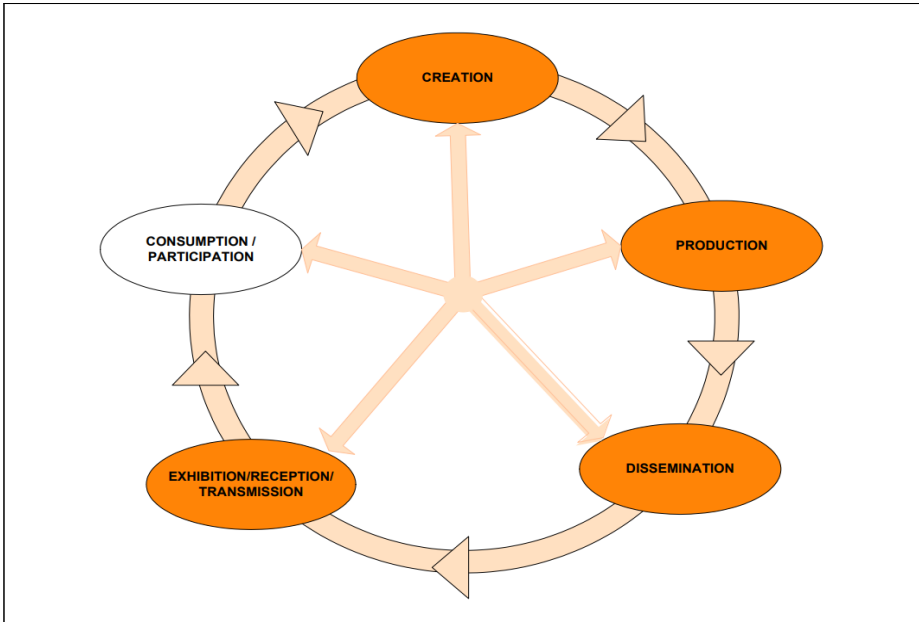 CREATION
PRODUCTION
DISSEMINATION
EXHIBITION/RECEPTION/
TRANSMISSION
CONSUMPTION /
PARTICIPATION